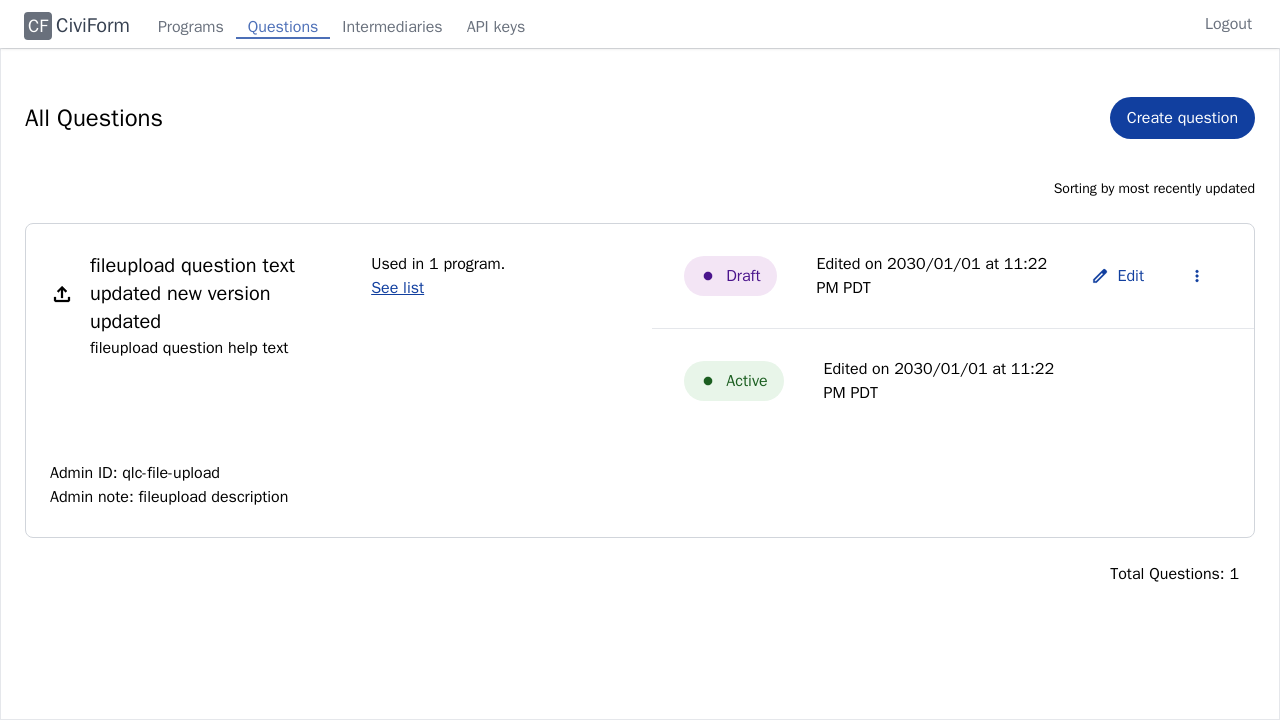 CF CiviForm Programs Questions Intermediaries API keys Logout
All Questions
Create question
Sorting by most recently updated
fileupload question text
updated new version
updated
fileupload question help text
Used in 1 program.
See list
Draft
Edited on 2030/01/01 at 11:22
PM PDT
Edit
Active
Edited on 2030/01/01 at 11:22
PM PDT
Admin ID: qlc-file-upload
Admin note: fileupload description
Total Questions: 1